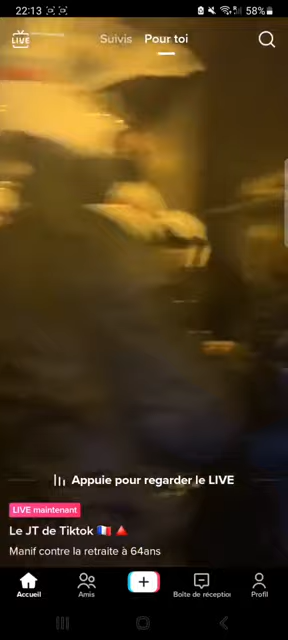 22:13 58%
LIVE Suivis Pour toi
Appuie pour regarder le LIVE
LIVE maintenant
Le JT de Tiktok 🇫🇷 🔺
Manif contre la retraite à 64ans
Accueil Amis Boîte de réception Profil